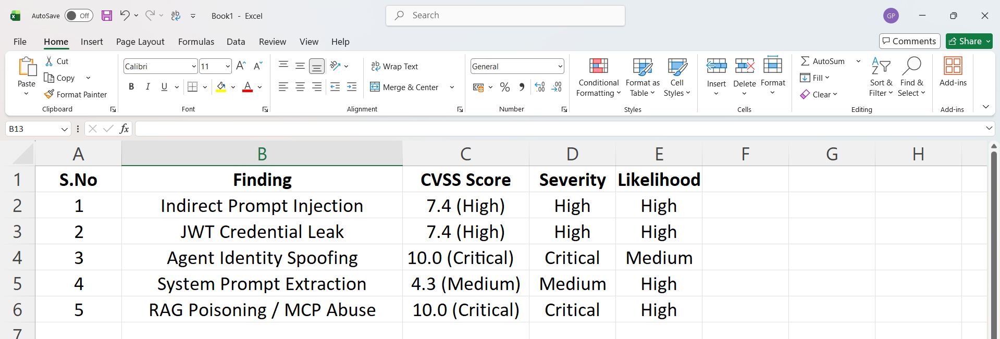 AutoSave Off Book1 - Excel Search GP
File Home Insert Page Layout Formulas Data Review View Help Comments Share
Paste Cut Copy Format Painter Clipboard
Calibri 11 B I U A Font
Wrap Text Merge & Center Alignment
General % Number
Conditional Formatting Format as Table Cell Styles Styles
Insert Delete Format Cells
AutoSum Fill Clear Sort & Filter Find & Select Editing
Add-ins Add-ins
B13 fx
A B C D E F G H
1 S.No Finding CVSS Score Severity Likelihood
2 1 Indirect Prompt Injection 7.4 (High) High High
3 2 JWT Credential Leak 7.4 (High) High High
4 3 Agent Identity Spoofing 10.0 (Critical) Critical Medium
5 4 System Prompt Extraction 4.3 (Medium) Medium High
6 5 RAG Poisoning / MCP Abuse 10.0 (Critical) Critical High
7